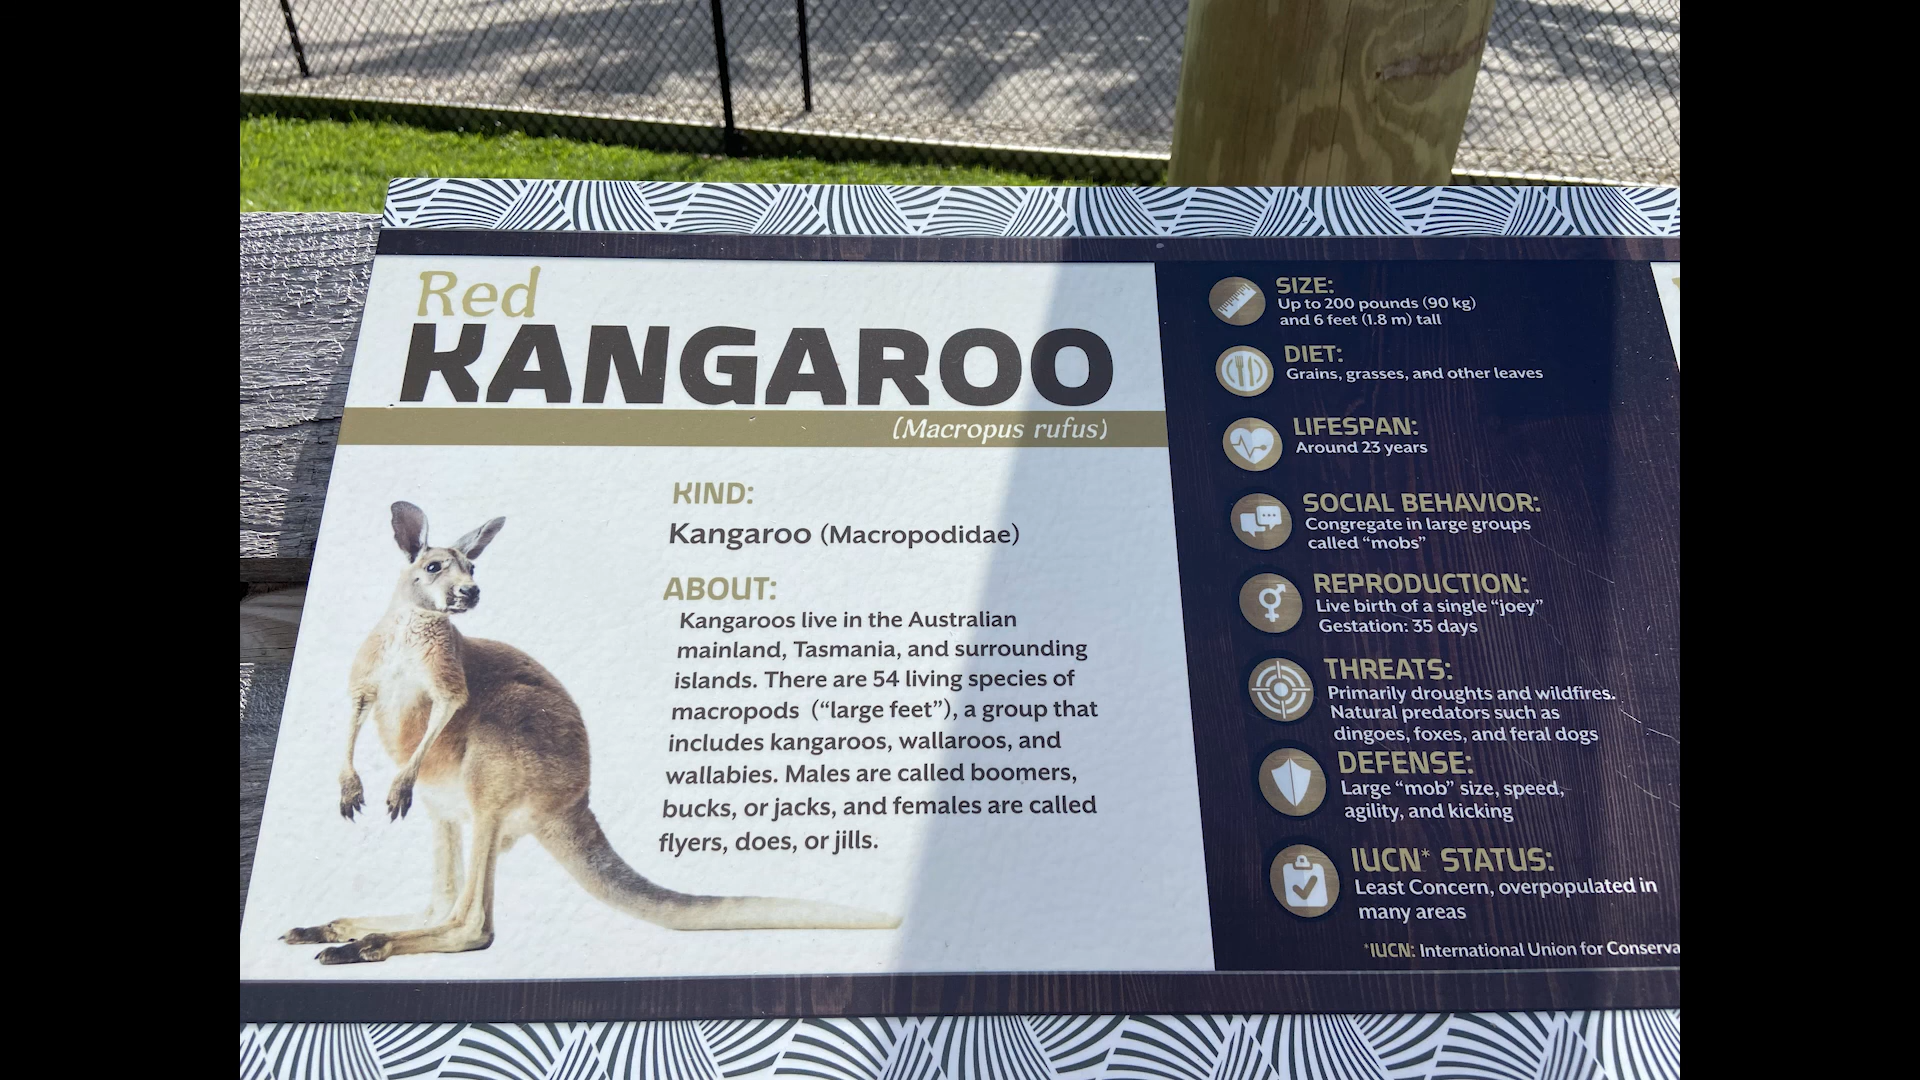 Red
KANGAROO
(Macropus rufus)
KIND:
Kangaroo (Macropodidae)
ABOUT:
Kangaroos live in the Australian
mainland, Tasmania, and surrounding
islands. There are 54 living species of
macropods ("large feet"), a group that
includes kangaroos, wallaroos, and
wallabies. Males are called boomers,
bucks, or jacks, and females are called
flyers, does, or jills.
SIZE:
Up to 200 pounds (90 kg)
and 6 feet (1.8 m) tall
DIET:
Grains, grasses, and other leaves
LIFESPAN:
Around 23 years
SOCIAL BEHAVIOR:
Congregate in large groups
called “mobs”
REPRODUCTION:
Live birth of a single “joey”
Gestation: 35 days
THREATS:
Primarily droughts and wildfires.
Natural predators such as
dingoes, foxes, and feral dogs
DEFENSE:
Large “mob” size, speed,
agility, and kicking
IUCN* STATUS:
Least Concern, overpopulated in
many areas
*IUCN: International Union for Conserva